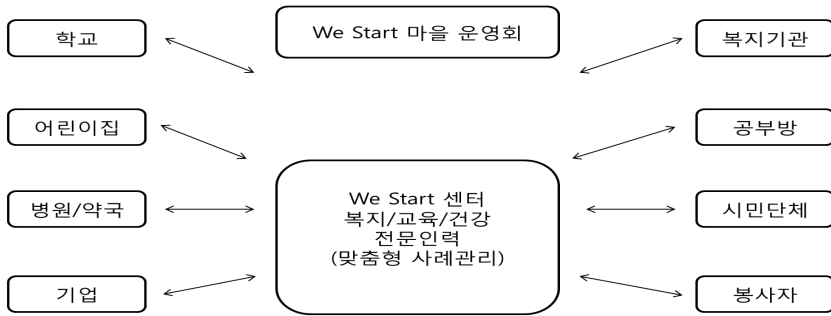 학교
We Start 마을 운영회
복지기관
어린이집
공부방
We Start 센터
복지/교육/건강
전문인력
(맞춤형 사례관리)
병원/약국
시민단체
기업
봉사자